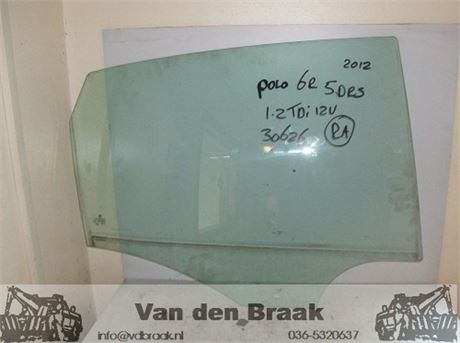 2012
polo 6R 5DRS
1.2TDi 12V
30626 RA
Van den Braak
info@vdbraak.nl 036-5320637